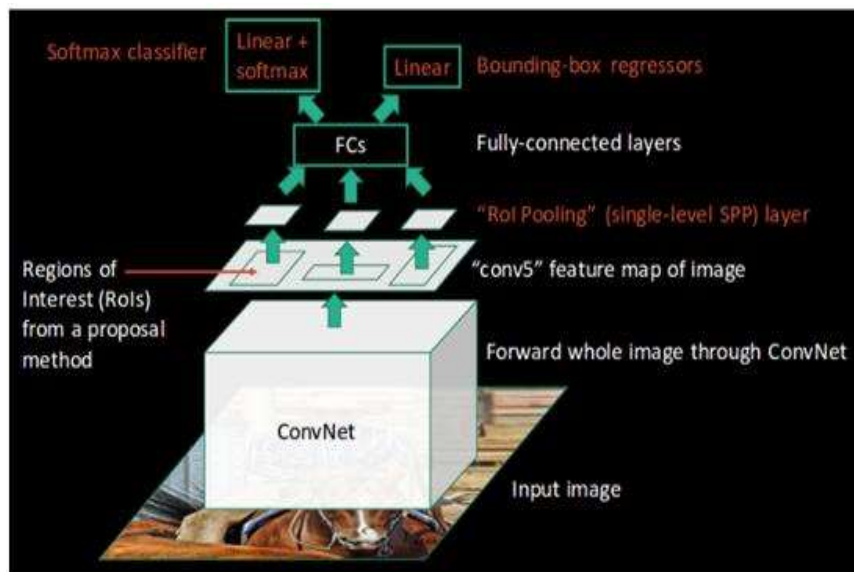 Softmax classifier
Linear +
softmax
Linear
Bounding-box regressors
FCs
Fully-connected layers
"RoI Pooling" (single-level SPP) layer
Regions of
Interest (RoIs)
from a proposal
method
"conv5" feature map of image
Forward whole image through ConvNet
ConvNet
Input image